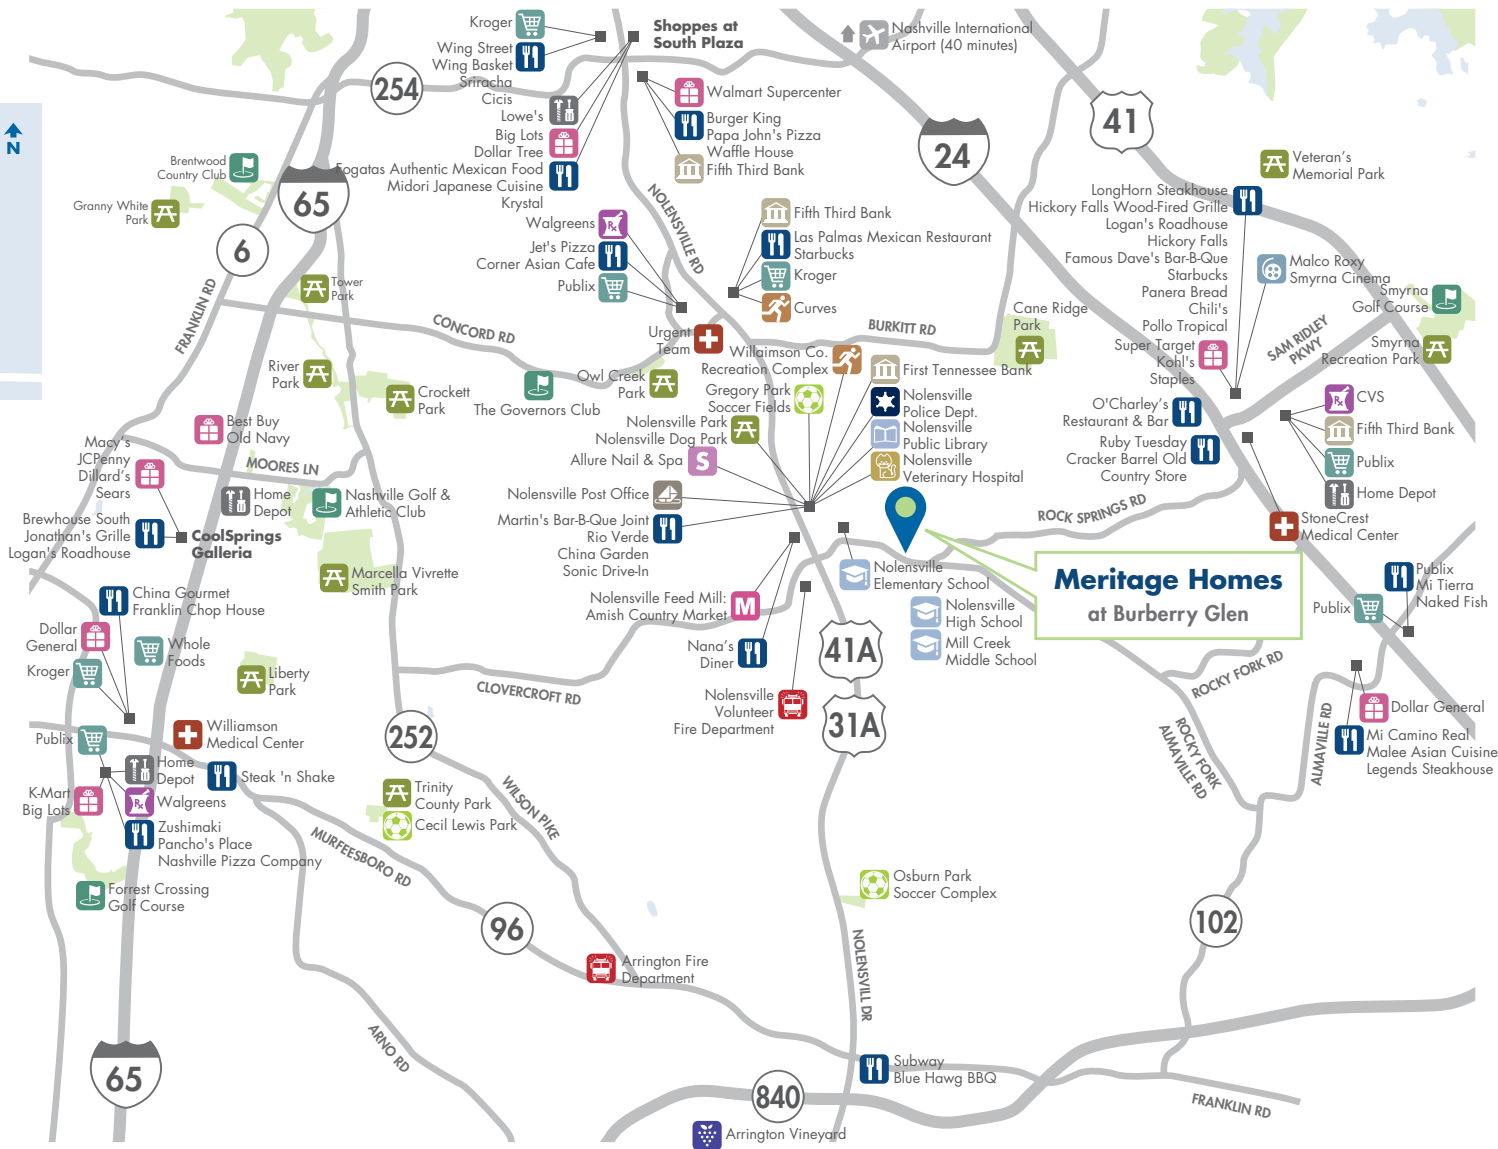 Kroger
Wing Street
Wing Basket
Sriracha
Cicis
Lowe's
Big Lots
Dollar Tree
Fogatas Authentic Mexican Food
Midori Japanese Cuisine
Krystal
Shoppes at
South Plaza
Walmart Supercenter
Burger King
Papa John's Pizza
Waffle House
Fifth Third Bank
Nashville International
Airport (40 minutes)
254
41
24
65
6
N
Brentwood
Country Club
Granny White
Park
Veteran's
Memorial Park
LongHorn Steakhouse
Hickory Falls Wood-Fired Grille
Logan's Roadhouse
Hickory Falls
Famous Dave's Bar-B-Que
Starbucks
Panera Bread
Chili's
Pollo Tropical
Super Target
Kohl's
Staples
Malco Roxy
Smyrna Cinema
Smyrna
Golf Course
Smyrna
Recreation Park
SAM RIDLEY
PKWY
NOLENSVILLE RD
Walgreens
Rx
Jet's Pizza
Corner Asian Cafe
Publix
Fifth Third Bank
Las Palmas Mexican Restaurant
Starbucks
Kroger
Curves
Tower
Park
FRANKLIN RD
CONCORD RD
BURKITT RD
Cane Ridge
Park
Urgent
Team
Willaimson Co.
Recreation Complex
First Tennessee Bank
River
Park
Crockett
Park
The Governors Club
Owl Creek
Park
Gregory Park
Soccer Fields
Nolensville
Police Dept.
Nolensville
Public Library
Nolensville
Veterinary Hospital
Nolensville Park
Nolensville Dog Park
Allure Nail & Spa
S
Nolensville Post Office
Martin's Bar-B-Que Joint
Rio Verde
China Garden
Sonic Drive-In
O'Charley's
Restaurant & Bar
Ruby Tuesday
Cracker Barrel Old
Country Store
CVS
Rx
Fifth Third Bank
Publix
Home Depot
Best Buy
Old Navy
Macy's
JCPenny
Dillard's
Sears
MOORES LN
Home
Depot
Nashville Golf &
Athletic Club
Brewhouse South
Jonathan's Grille
Logan's Roadhouse
CoolSprings
Galleria
Marcella Vivrette
Smith Park
ROCK SPRINGS RD
StoneCrest
Medical Center
Nolensville
Elementary School
Nolensville
High School
Mill Creek
Middle School
Meritage Homes
at Burberry Glen
Publix
Mi Tierra
Naked Fish
Publix
China Gourmet
Franklin Chop House
Dollar
General
Kroger
Whole
Foods
Nolensville Feed Mill:
Amish Country Market
M
Nana's
Diner
41A
31A
Nolensville
Volunteer
Fire Department
Liberty
Park
CLOVERCROFT RD
ROCKY FORK RD
ROCKY FORK
ALMAVILLE RD
ALMAVILLE RD
Dollar General
Mi Camino Real
Malee Asian Cuisine
Legends Steakhouse
Publix
Williamson
Medical Center
252
Home
Depot
Steak 'n Shake
K-Mart
Big Lots
Rx
Walgreens
Zushimaki
Pancho's Place
Nashville Pizza Company
Trinity
County Park
Cecil Lewis Park
WILSON PIKE
MURFEESBORO RD
Forrest Crossing
Golf Course
Osburn Park
Soccer Complex
96
102
Arrington Fire
Department
NOLENSVILL DR
ARNO RD
65
Subway
Blue Hawg BBQ
840
FRANKLIN RD
Arrington Vineyard